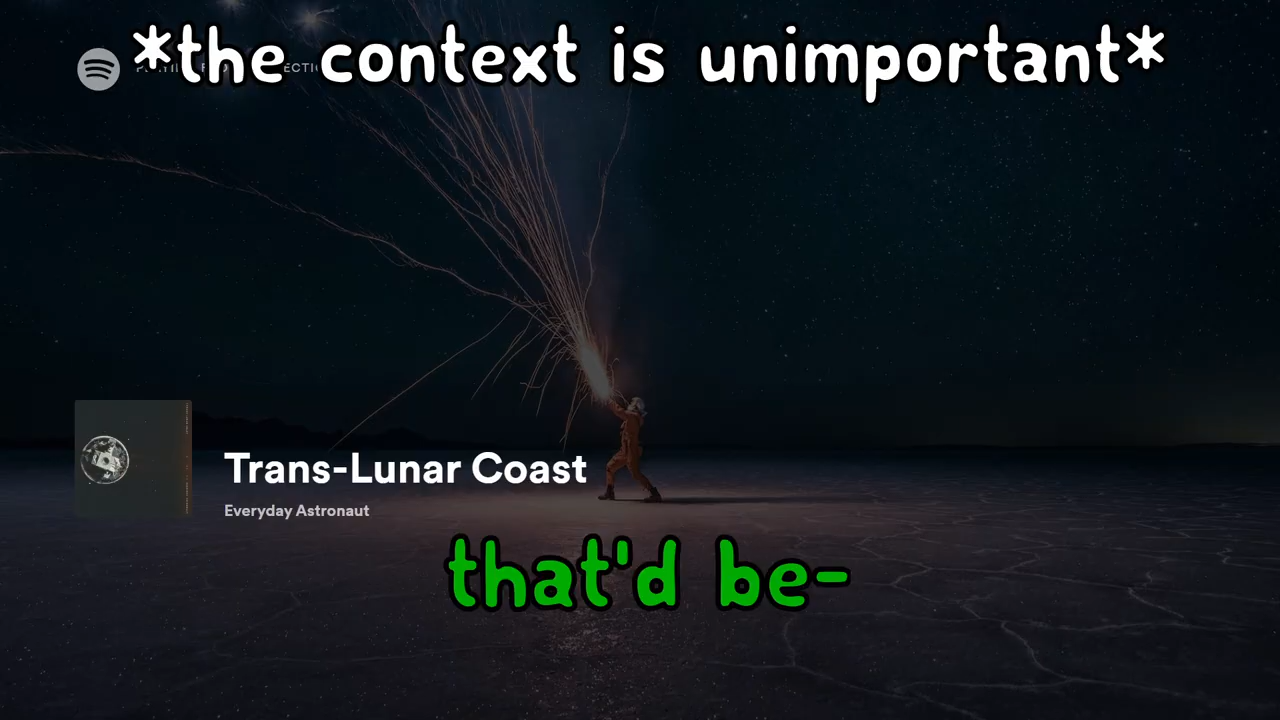 *the context is unimportant*
Trans-Lunar Coast
Everyday Astronaut
that'd be-